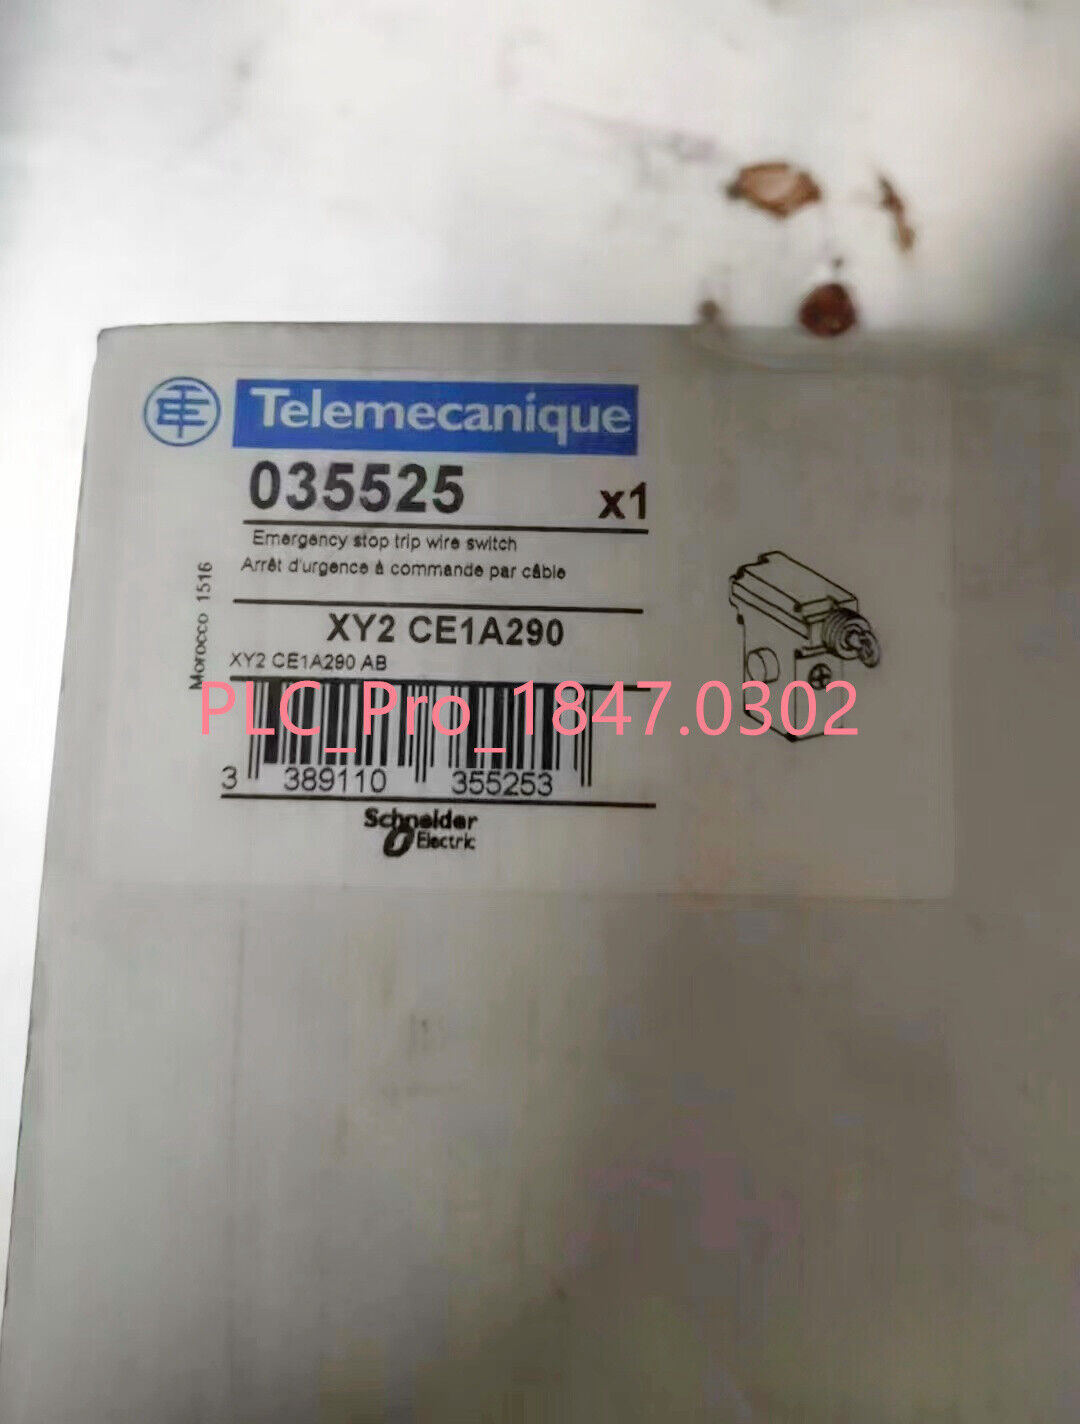 Telemecanique
035525 x1
Emergency stop trip wire switch
Arrêt d'urgence à commande par câble
Morocco 1516
XY2 CE1A290
XY2 CE1A290 AB
PLC_Pro_1847.0302
3 389110 355253
Schneider
Electric